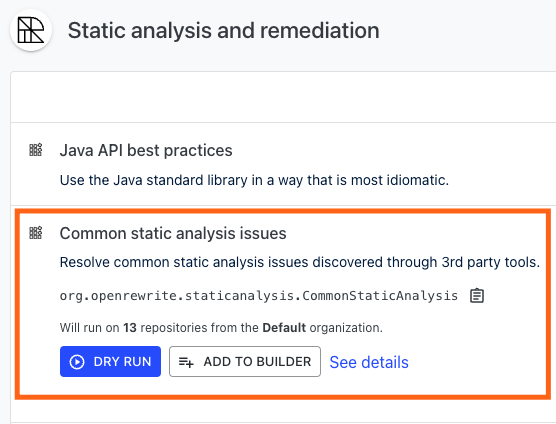 Static analysis and remediation
Java API best practices
Use the Java standard library in a way that is most idiomatic.
Common static analysis issues
Resolve common static analysis issues discovered through 3rd party tools.
org.openrewrite.staticanalysis.CommonStaticAnalysis
Will run on 13 repositories from the Default organization.
DRY RUN ADD TO BUILDER See details